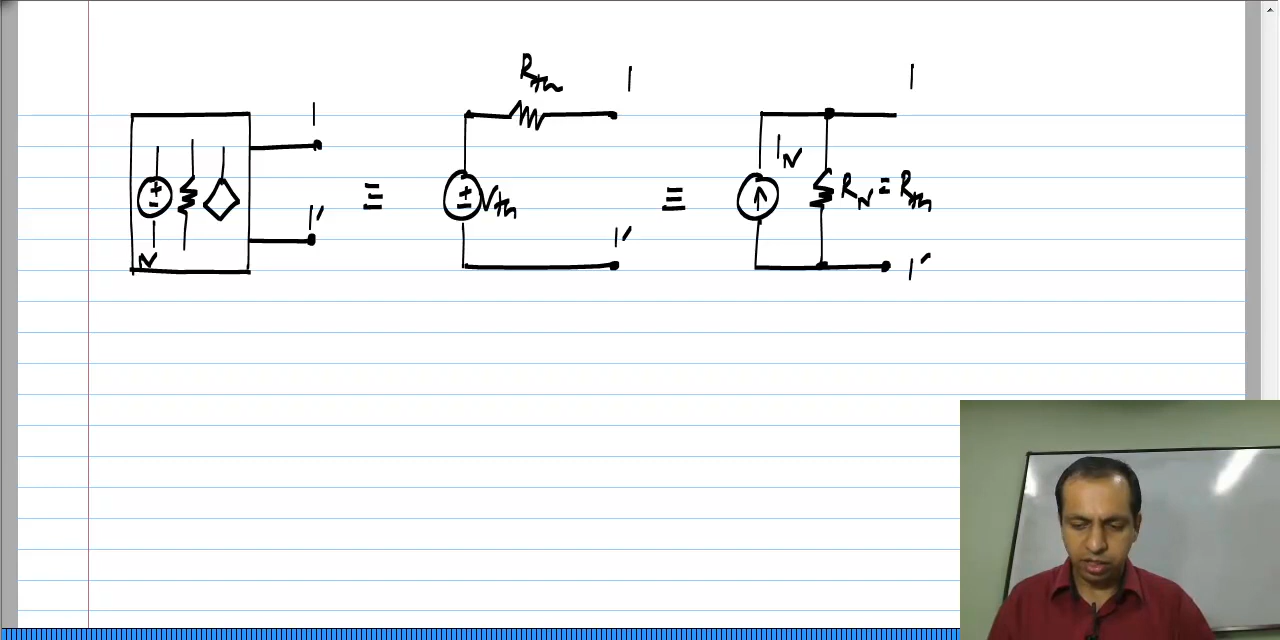 1
1'
N
≡
R_th
1
V_th
1'
≡
1
I_N
R_N = R_th
1'